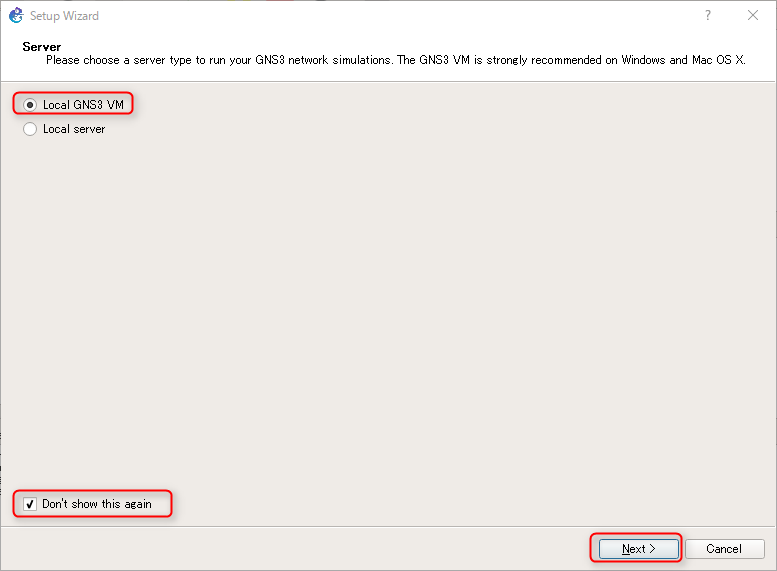 Setup Wizard
Server
Please choose a server type to run your GNS3 network simulations. The GNS3 VM is strongly recommended on Windows and Mac OS X.
Local GNS3 VM
Local server
Don't show this again
Next >
Cancel